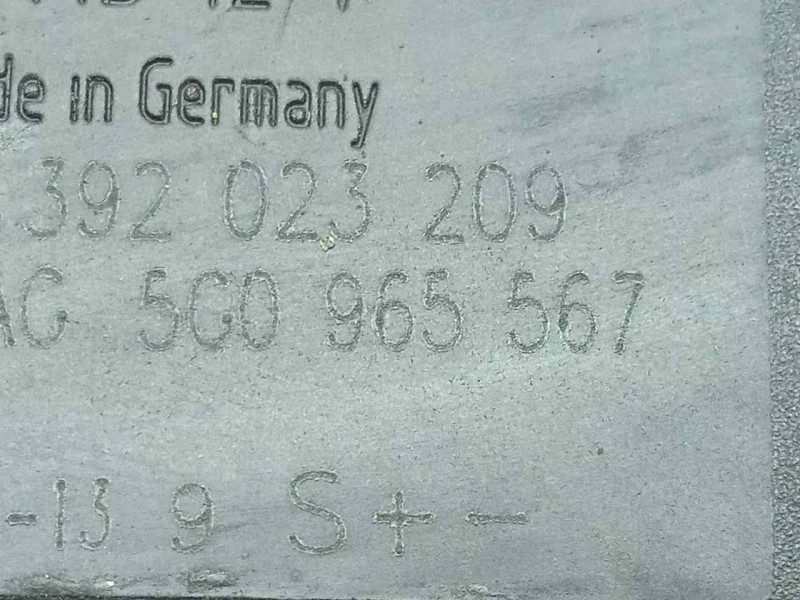 de in Germany
392 023 209
AG 5G0 965 567
-13 9 S + -